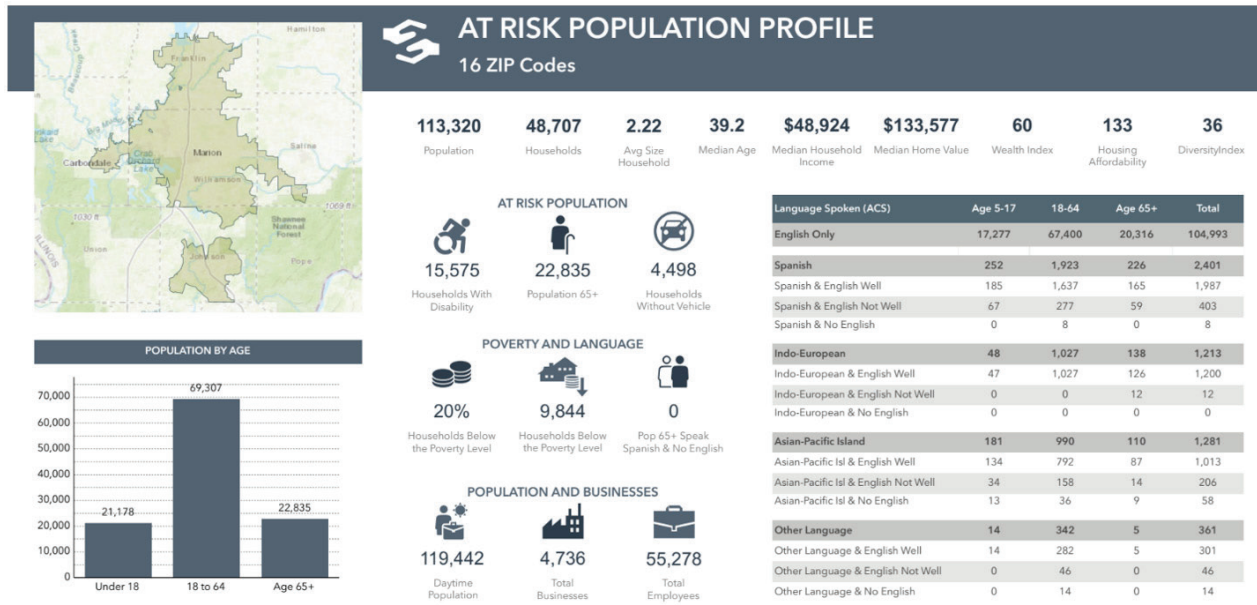 AT RISK POPULATION PROFILE
16 ZIP Codes
Hamilton
Franklin
Saline
Carbondale
Crab
Orchard
Lake
Marion
Williamson
1030 ft
1069 ft
Shawnee
National
Forest
ILLINOIS
Union
Johnson
Pope
113,320
Population
48,707
Households
2.22
Avg Size
Household
39.2
Median Age
$48,924
Median Household
Income
$133,577
Median Home Value
60
Wealth Index
133
Housing
Affordability
36
DiversityIndex
AT RISK POPULATION
15,575
Households With
Disability
22,835
Population 65+
4,498
Households
Without Vehicle
POVERTY AND LANGUAGE
20%
Households Below
the Poverty Level
9,844
Households Below
the Poverty Level
0
Pop 65+ Speak
Spanish & No English
POPULATION AND BUSINESSES
119,442
Daytime
Population
4,736
Total
Businesses
55,278
Total
Employees
Language Spoken (ACS) Age 5-17 18-64 Age 65+ Total
English Only 17,277 67,400 20,316 104,993
Spanish 252 1,923 226 2,401
Spanish & English Well 185 1,637 165 1,987
Spanish & English Not Well 67 277 59 403
Spanish & No English 0 8 0 8
Indo-European 48 1,027 138 1,213
Indo-European & English Well 47 1,027 126 1,200
Indo-European & English Not Well 0 0 12 12
Indo-European & No English 0 0 0 0
Asian-Pacific Island 181 990 110 1,281
Asian-Pacific Isl & English Well 134 792 87 1,013
Asian-Pacific Isl & English Not Well 34 158 14 206
Asian-Pacific Isl & No English 13 36 9 58
Other Language 14 342 5 361
Other Language & English Well 14 282 5 301
Other Language & English Not Well 0 46 0 46
Other Language & No English 0 14 0 14
POPULATION BY AGE
70,000
60,000
50,000
40,000
30,000
20,000
10,000
0
21,178
69,307
22,835
Under 18
18 to 64
Age 65+